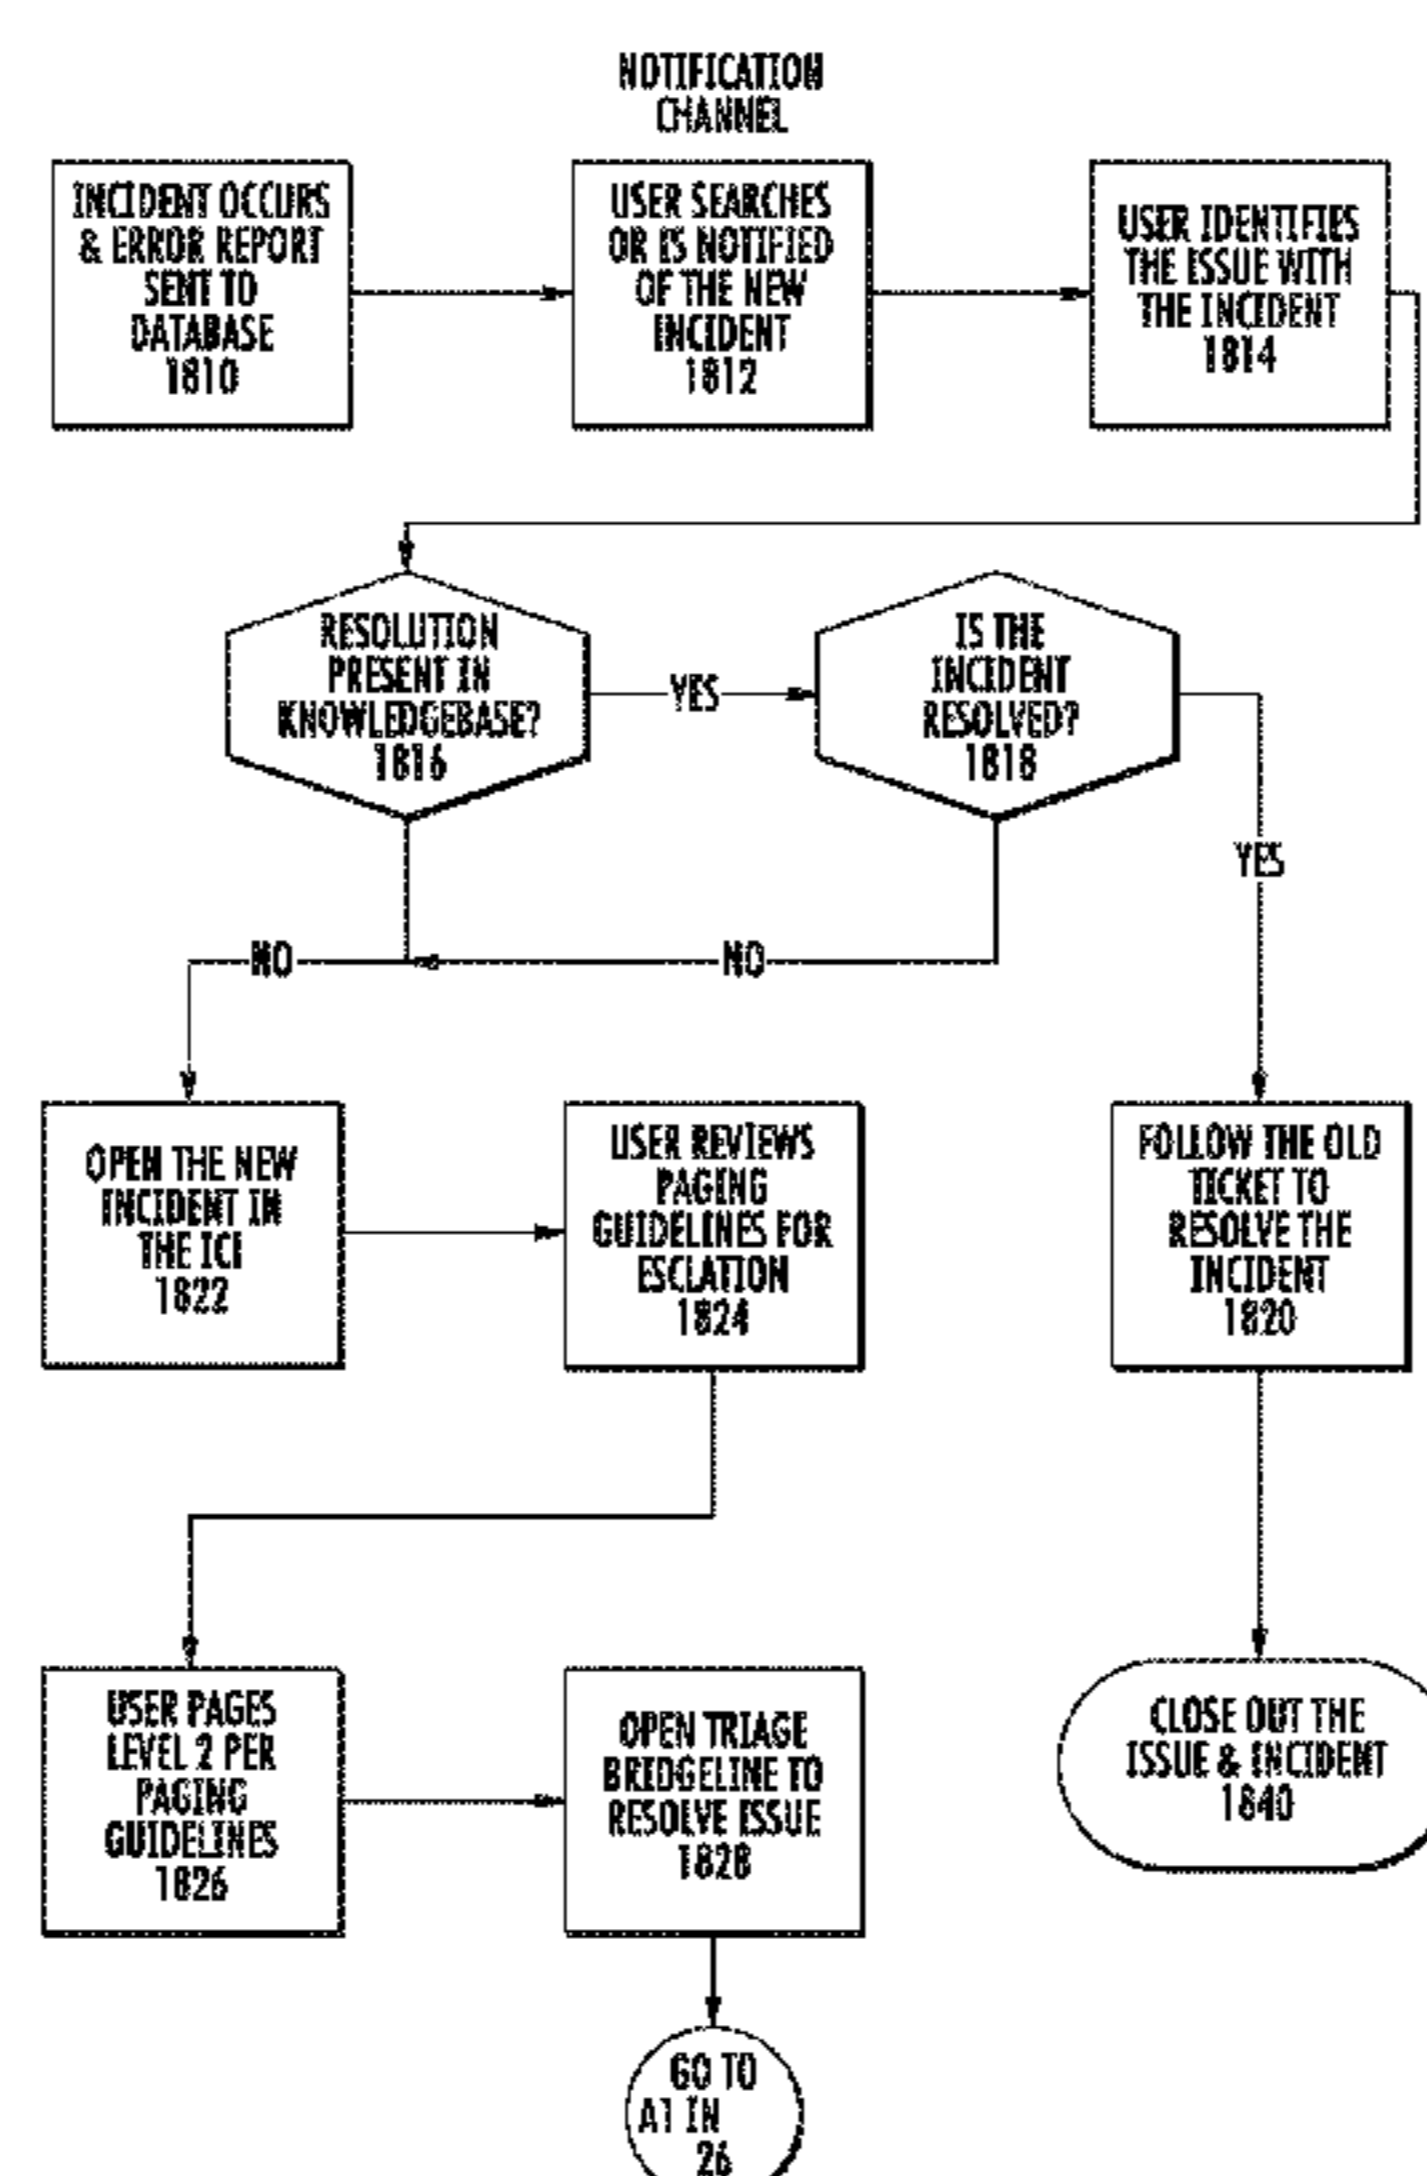 NOTIFICATION
CHANNEL
INCIDENT OCCURS
& ERROR REPORT
SENT TO
DATABASE
1810
USER SEARCHES
OR IS NOTIFIED
OF THE NEW
INCIDENT
1812
USER IDENTIFIES
THE ISSUE WITH
THE INCIDENT
1814
RESOLUTION
PRESENT IN
KNOWLEDGEBASE?
1816
YES
IS THE
INCIDENT
RESOLVED?
1818
YES
NO
NO
OPEN THE NEW
INCIDENT IN
THE ICI
1822
USER REVIEWS
PAGING
GUIDELINES FOR
ESCLATION
1824
FOLLOW THE OLD
TICKET TO
RESOLVE THE
INCIDENT
1820
USER PAGES
LEVEL 2 PER
PAGING
GUIDELINES
1826
OPEN TRIAGE
BRIDGELINE TO
RESOLVE ISSUE
1828
CLOSE OUT THE
ISSUE & INCIDENT
1840
GO TO
A1 IN
26